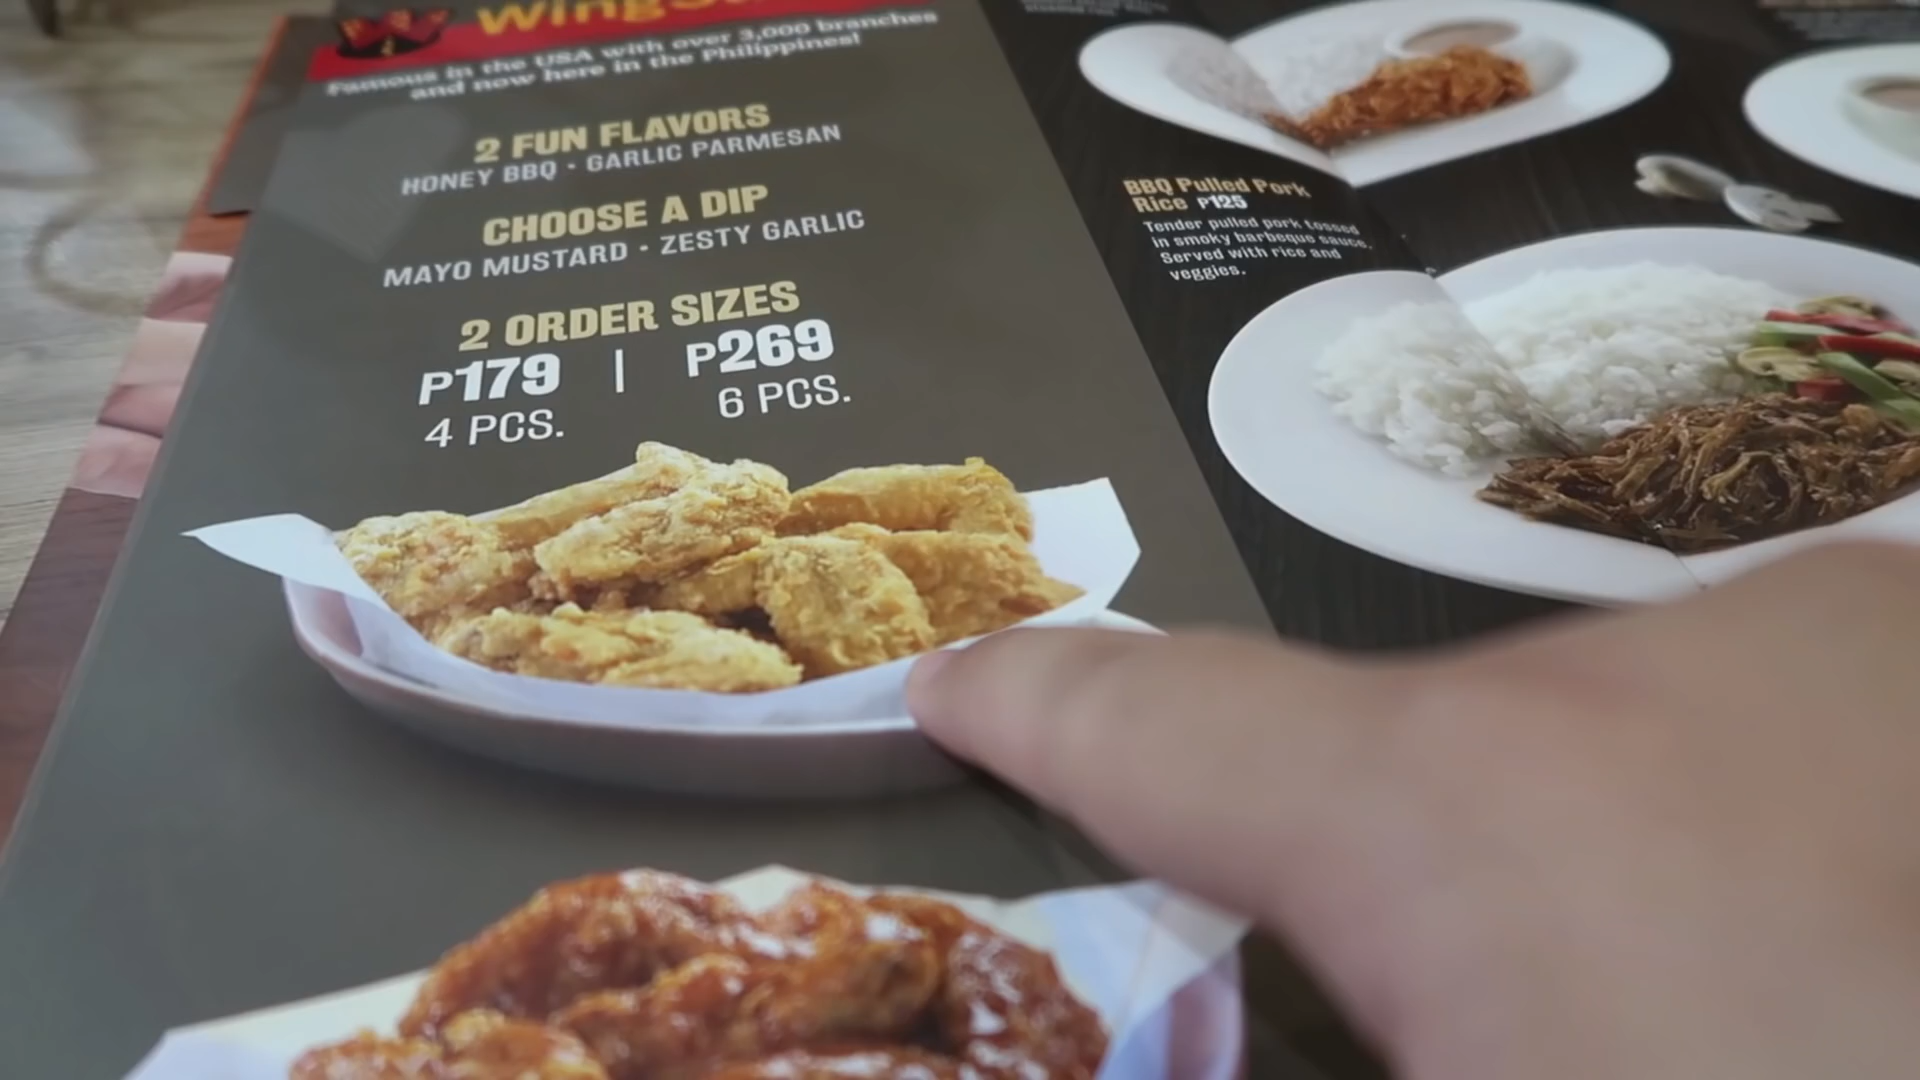 Famous in the USA with over 3,000 branches
and now here in the Philippines!
2 FUN FLAVORS
HONEY BBQ • GARLIC PARMESAN
CHOOSE A DIP
MAYO MUSTARD • ZESTY GARLIC
2 ORDER SIZES
P179 | P269
4 PCS. 6 PCS.
BBQ Pulled Pork
Rice P125
Tender pulled pork tossed
in smoky barbeque sauce.
Served with rice and
veggies.